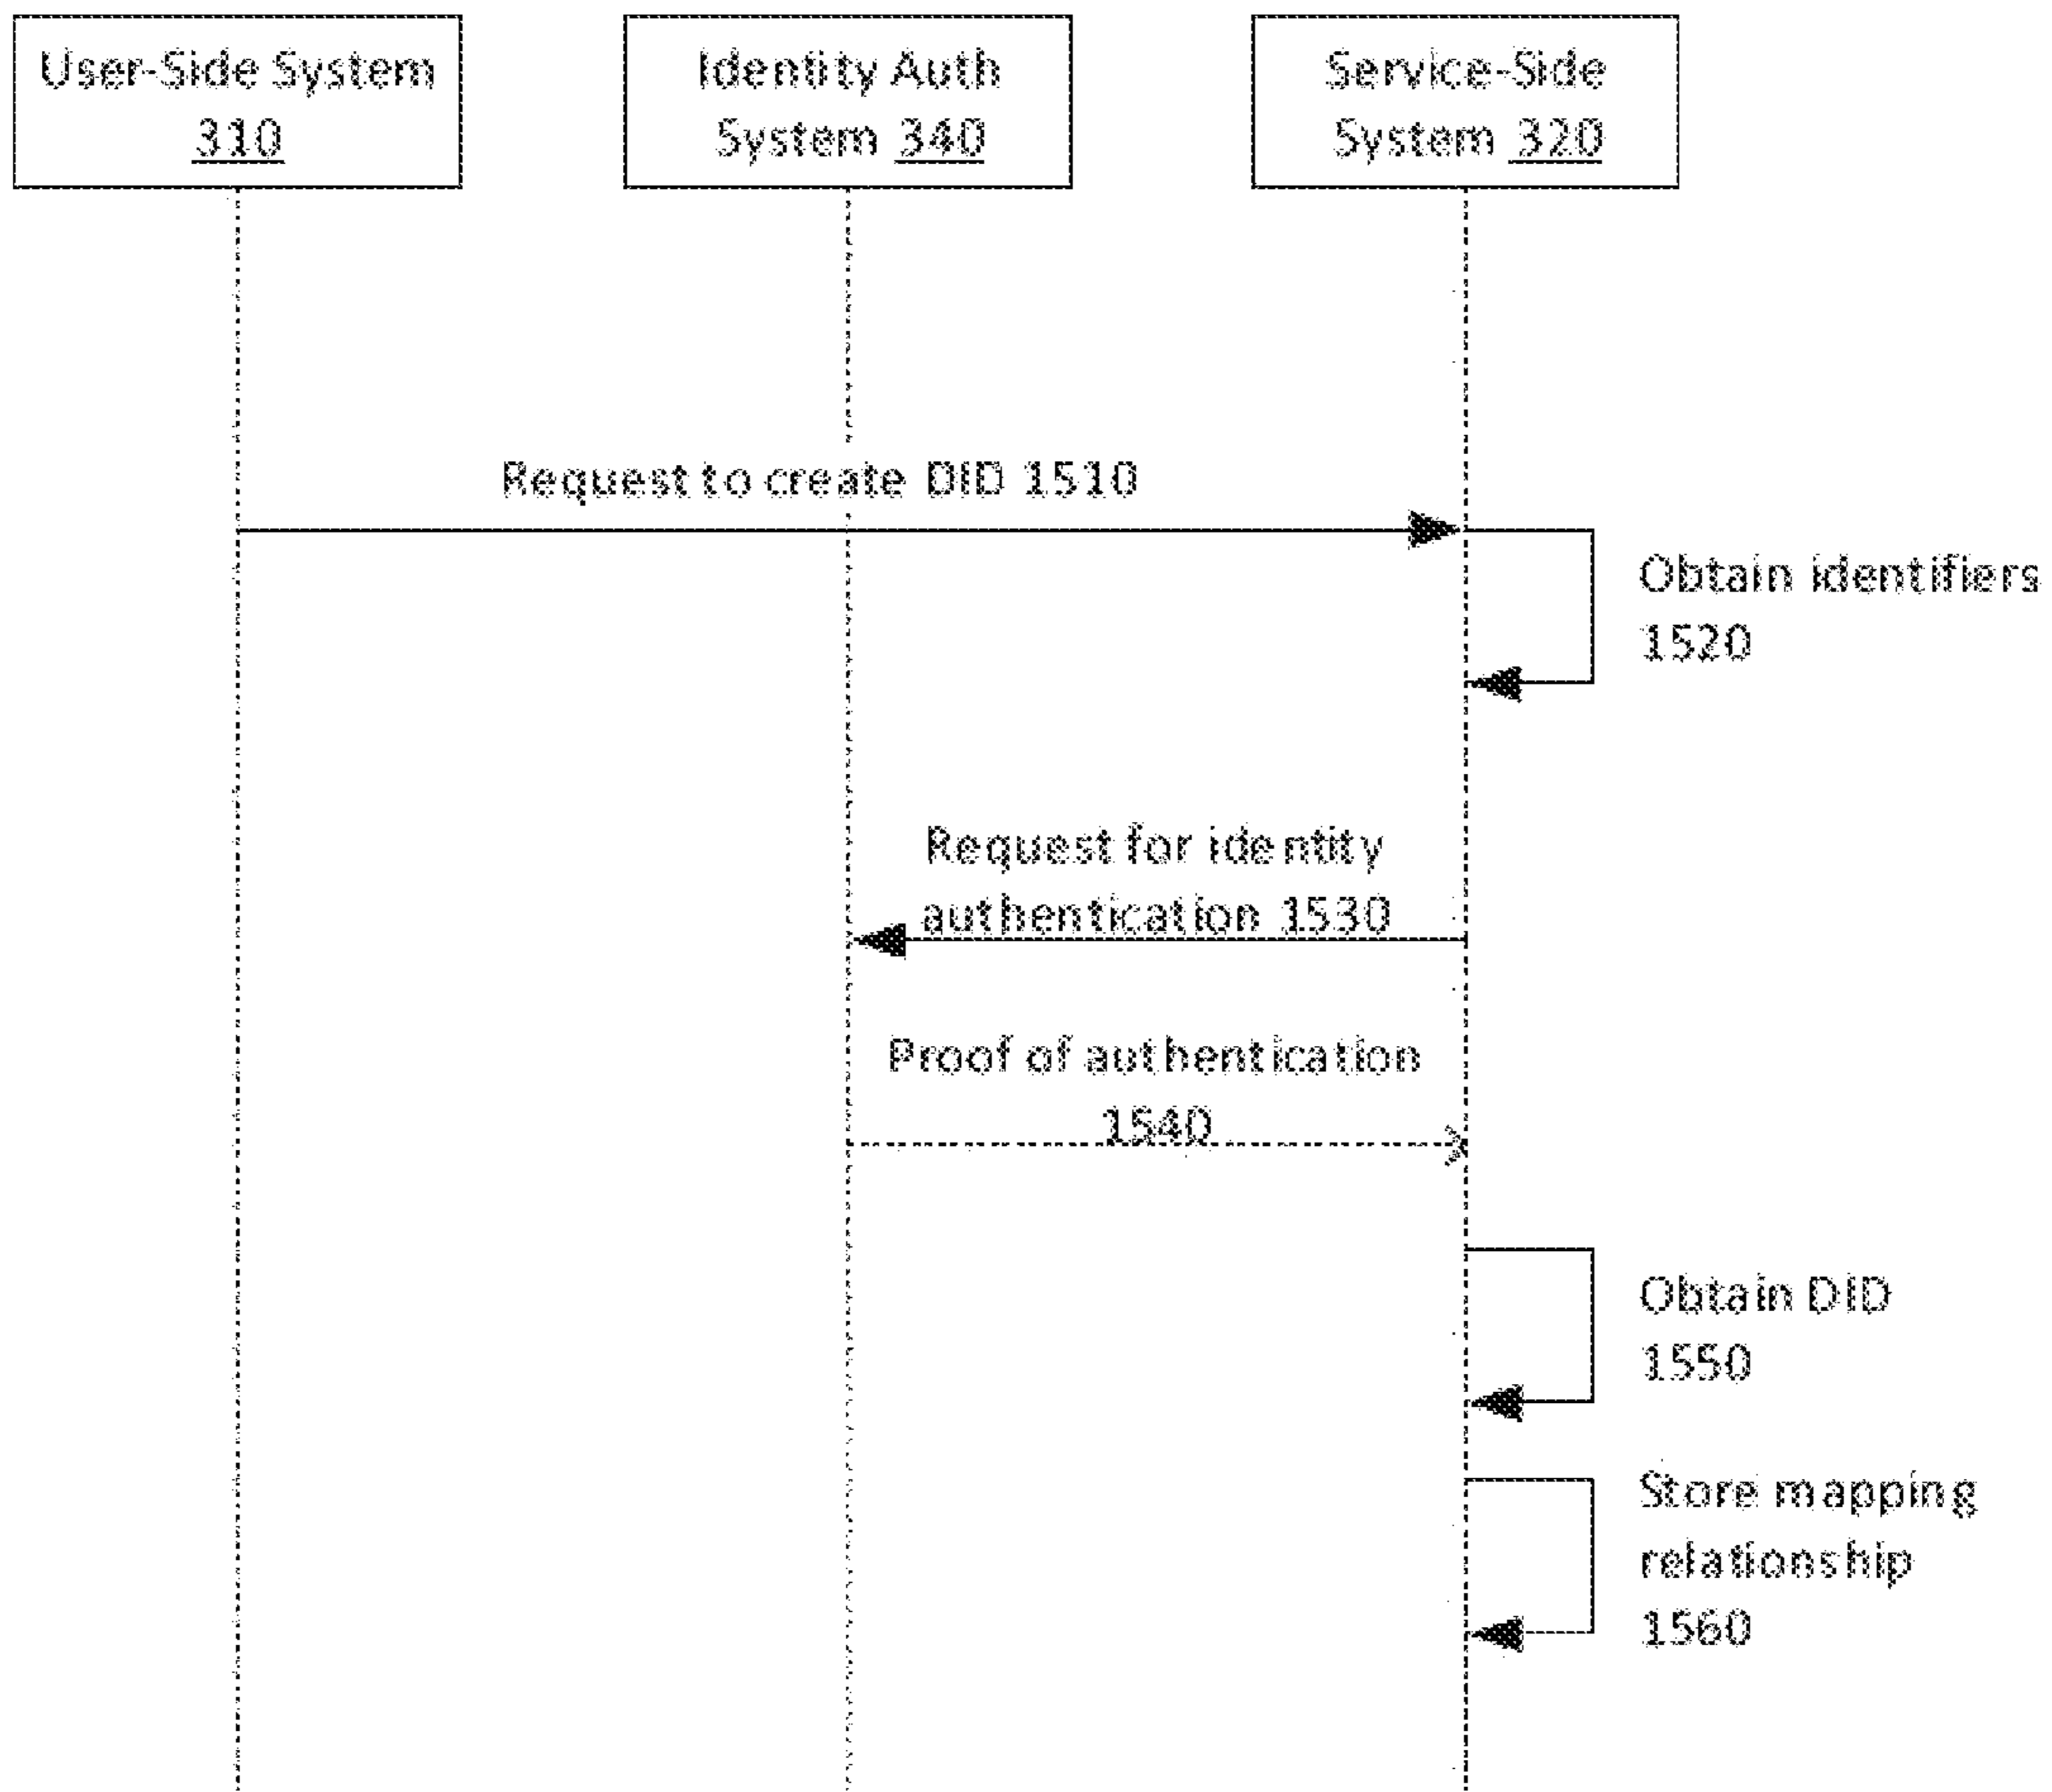 User-Side System
310
Identity Auth
System 340
Service-Side
System 320
Request to create DID 1510
Obtain identifiers
1520
Request for identity
authentication 1530
Proof of authentication
1540
Obtain DID
1550
Store mapping
relationship
1560